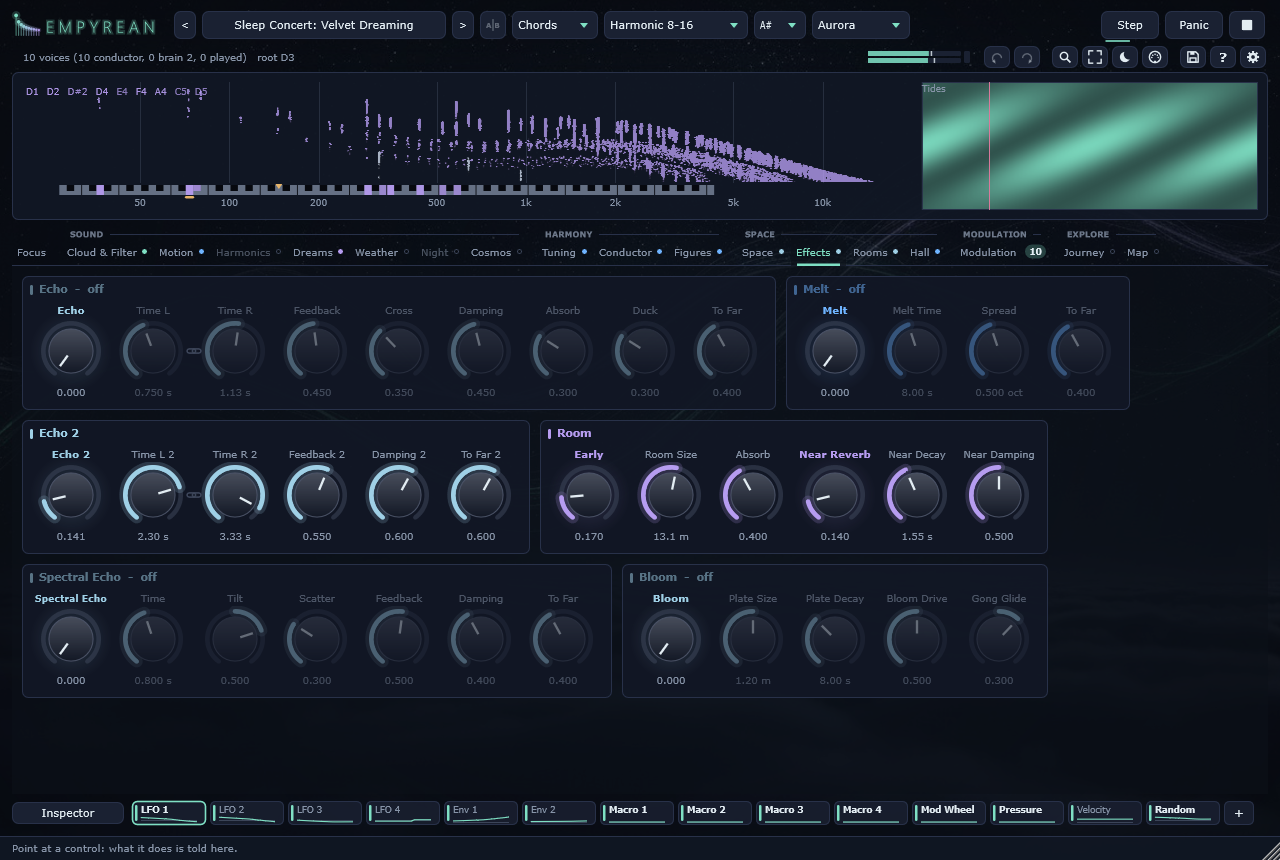 EMPYREAN
<
Sleep Concert: Velvet Dreaming
>
A|B
Chords
Harmonic 8-16
A#
Aurora
Step
Panic
10 voices (10 conductor, 0 brain 2, 0 played) root D3
?
D1 D2 D#2 D4 E4 F4 A4 C5 D5
Tides
50 100 200 500 1k 2k 5k 10k
SOUND HARMONY SPACE MODULATION EXPLORE
Focus Cloud & Filter Motion Harmonics Dreams Weather Night Cosmos Tuning Conductor Figures Space Effects Rooms Hall Modulation 10 Journey Map
Echo - off
Echo Time L Time R Feedback Cross Damping Absorb Duck To Far
0.000 0.750 s 1.13 s 0.450 0.350 0.450 0.300 0.300 0.400
Melt - off
Melt Melt Time Spread To Far
0.000 8.00 s 0.500 oct 0.400
Echo 2
Echo 2 Time L 2 Time R 2 Feedback 2 Damping 2 To Far 2
0.141 2.30 s 3.33 s 0.550 0.600 0.600
Room
Early Room Size Absorb Near Reverb Near Decay Near Damping
0.170 13.1 m 0.400 0.140 1.55 s 0.500
Spectral Echo - off
Spectral Echo Time Tilt Scatter Feedback Damping To Far
0.000 0.800 s 0.500 0.300 0.500 0.400 0.400
Bloom - off
Bloom Plate Size Plate Decay Bloom Drive Gong Glide
0.000 1.20 m 8.00 s 0.500 0.300
Inspector
LFO 1 LFO 2 LFO 3 LFO 4 Env 1 Env 2 Macro 1 Macro 2 Macro 3 Macro 4 Mod Wheel Pressure Velocity Random +
Point at a control: what it does is told here.